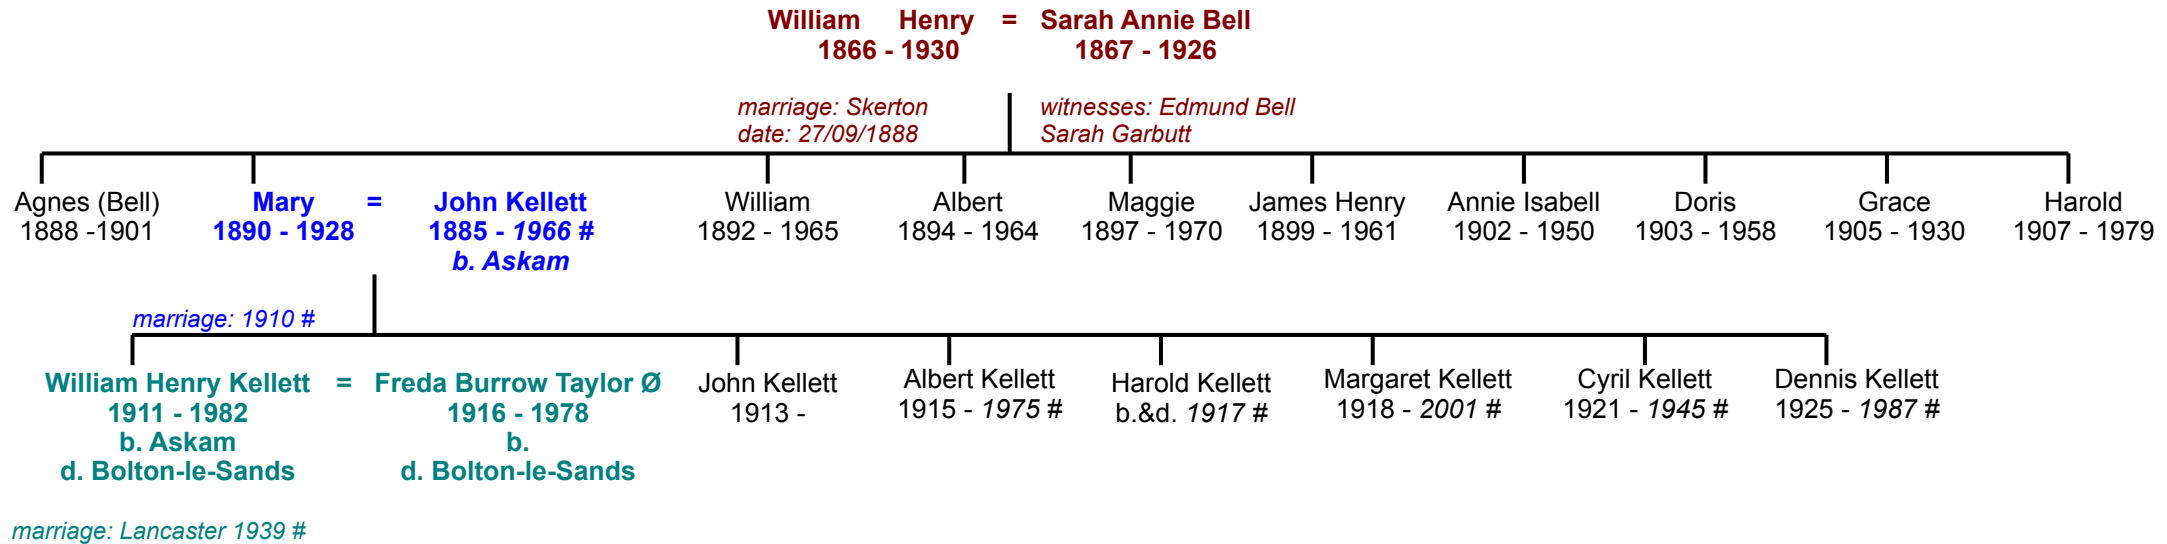 William Henry = Sarah Annie Bell
1866 - 1930 1867 - 1926
marriage: Skerton witnesses: Edmund Bell
date: 27/09/1888 Sarah Garbutt
Agnes (Bell) Mary = John Kellett William Albert Maggie James Henry Annie Isabell Doris Grace Harold
1888 -1901 1890 - 1928 1885 - 1966 # 1892 - 1965 1894 - 1964 1897 - 1970 1899 - 1961 1902 - 1950 1903 - 1958 1905 - 1930 1907 - 1979
b. Askam
marriage: 1910 #
William Henry Kellett = Freda Burrow Taylor Ø John Kellett Albert Kellett Harold Kellett Margaret Kellett Cyril Kellett Dennis Kellett
1911 - 1982 1916 - 1978 1913 - 1915 - 1975 # b.&d. 1917 # 1918 - 2001 # 1921 - 1945 # 1925 - 1987 #
b. Askam b.
d. Bolton-le-Sands d. Bolton-le-Sands
marriage: Lancaster 1939 #